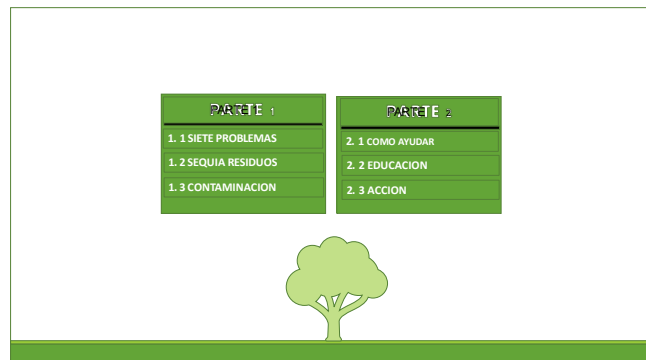 PARTE 1
1. 1 SIETE PROBLEMAS
1. 2 SEQUIA RESIDUOS
1. 3 CONTAMINACION
PARTE 2
2. 1 COMO AYUDAR
2. 2 EDUCACION
2. 3 ACCION